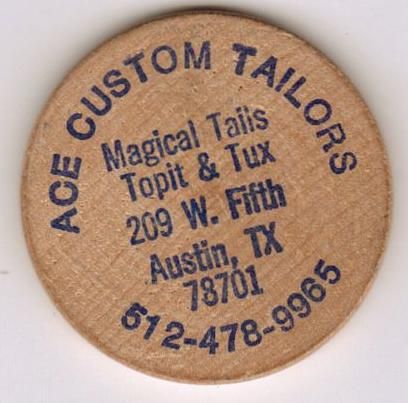 ACE CUSTOM TAILORS
Magical Tails
Topit & Tux
209 W. Fifth
Austin, TX
78701
512-478-9965